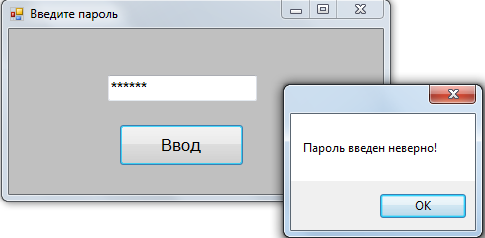 Введите пароль
******
Ввод
Пароль введен неверно!
OK